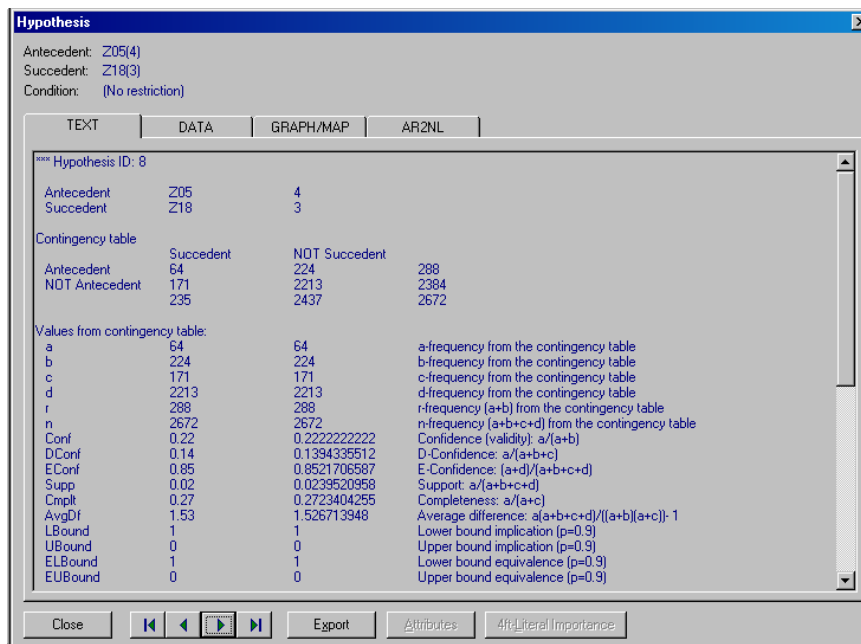 Hypothesis
Antecedent: Z05(4)
Succedent: Z18(3)
Condition: (No restriction)
TEXT DATA GRAPH/MAP AR2NL
*** Hypothesis ID: 8
Antecedent Z05 4
Succedent Z18 3
Contingency table
Succedent NOT Succedent
Antecedent 64 224 288
NOT Antecedent 171 2213 2384
235 2437 2672
Values from contingency table:
a 64 64 a-frequency from the contingency table
b 224 224 b-frequency from the contingency table
c 171 171 c-frequency from the contingency table
d 2213 2213 d-frequency from the contingency table
r 288 288 r-frequency (a+b) from the contingency table
n 2672 2672 n-frequency (a+b+c+d) from the contingency table
Conf 0.22 0.2222222222 Confidence (validity): a/(a+b)
DConf 0.14 0.1394335512 D-Confidence: a/(a+b+c)
EConf 0.85 0.8521706587 E-Confidence: (a+d)/(a+b+c+d)
Supp 0.02 0.0239520958 Support: a/(a+b+c+d)
Cmplt 0.27 0.2723404255 Completeness: a/(a+c)
AvgDf 1.53 1.526713948 Average difference: a(a+b+c+d)/((a+b)(a+c))- 1
LBound 1 1 Lower bound implication (p=0.9)
UBound 0 0 Upper bound implication (p=0.9)
ELBound 1 1 Lower bound equivalence (p=0.9)
EUBound 0 0 Upper bound equivalence (p=0.9)
Close Export Attributes 4ft-Literal Importance